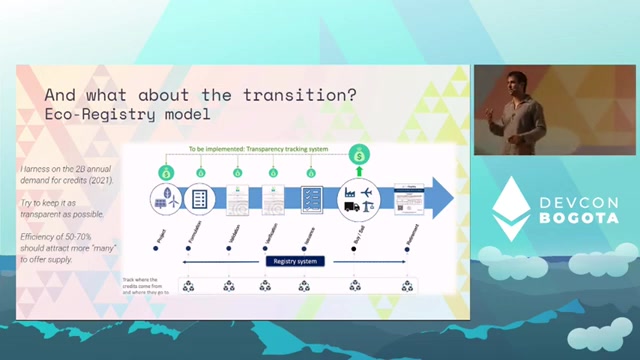 And what about the transition?
Eco-Registry model
To be implemented: Transparency tracking system
Harness on the 2B annual
demand for credits (2021).
Try to keep it as
transparent as possible.
Efficiency of 50-70%
should attract more "many"
to offer supply.
Project
Formulation
Validation
Verification
Issuance
Buy / Sell
Retirement
Registry system
Track where the
credits come from
and where they go to
DEVCON
BOGOTA